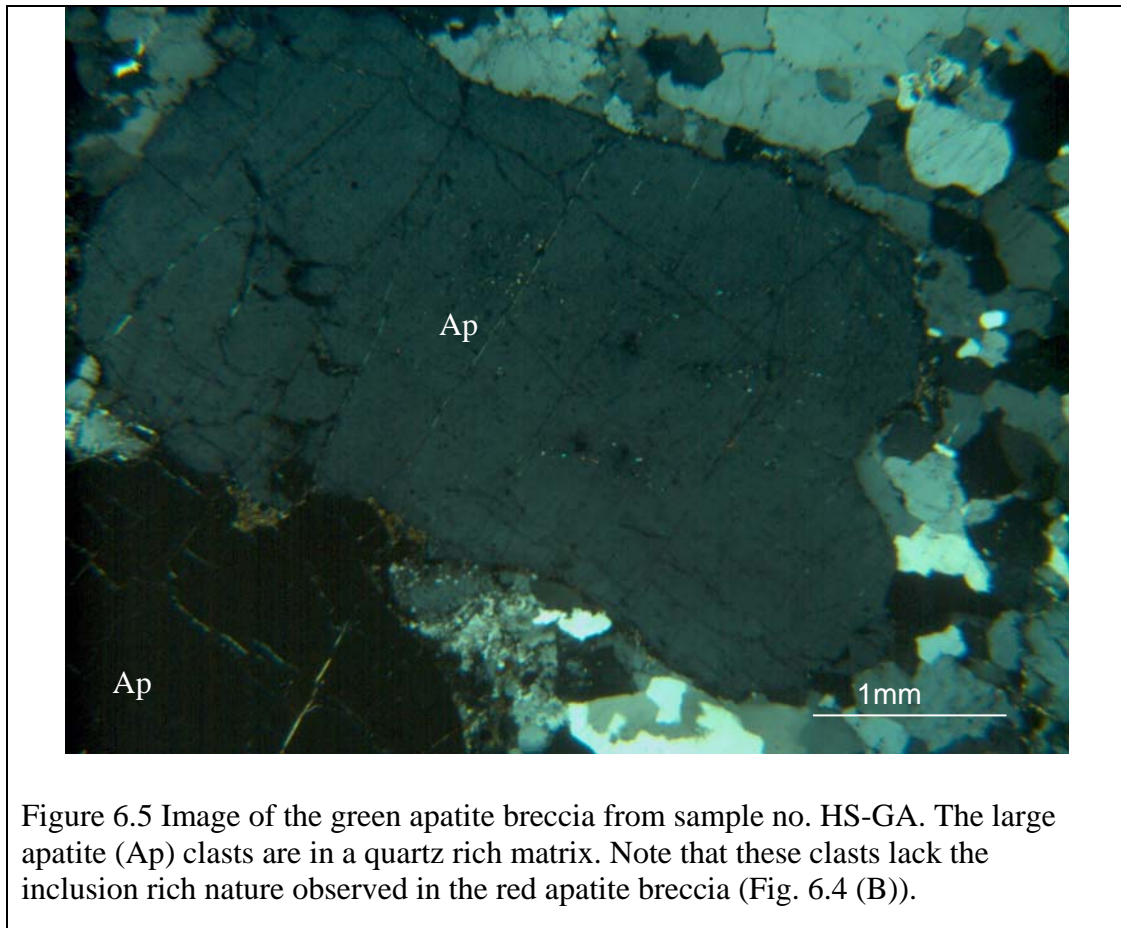 Ap
Ap
1mm
Figure 6.5 Image of the green apatite breccia from sample no. HS-GA. The large
apatite (Ap) clasts are in a quartz rich matrix. Note that these clasts lack the
inclusion rich nature observed in the red apatite breccia (Fig. 6.4 (B)).